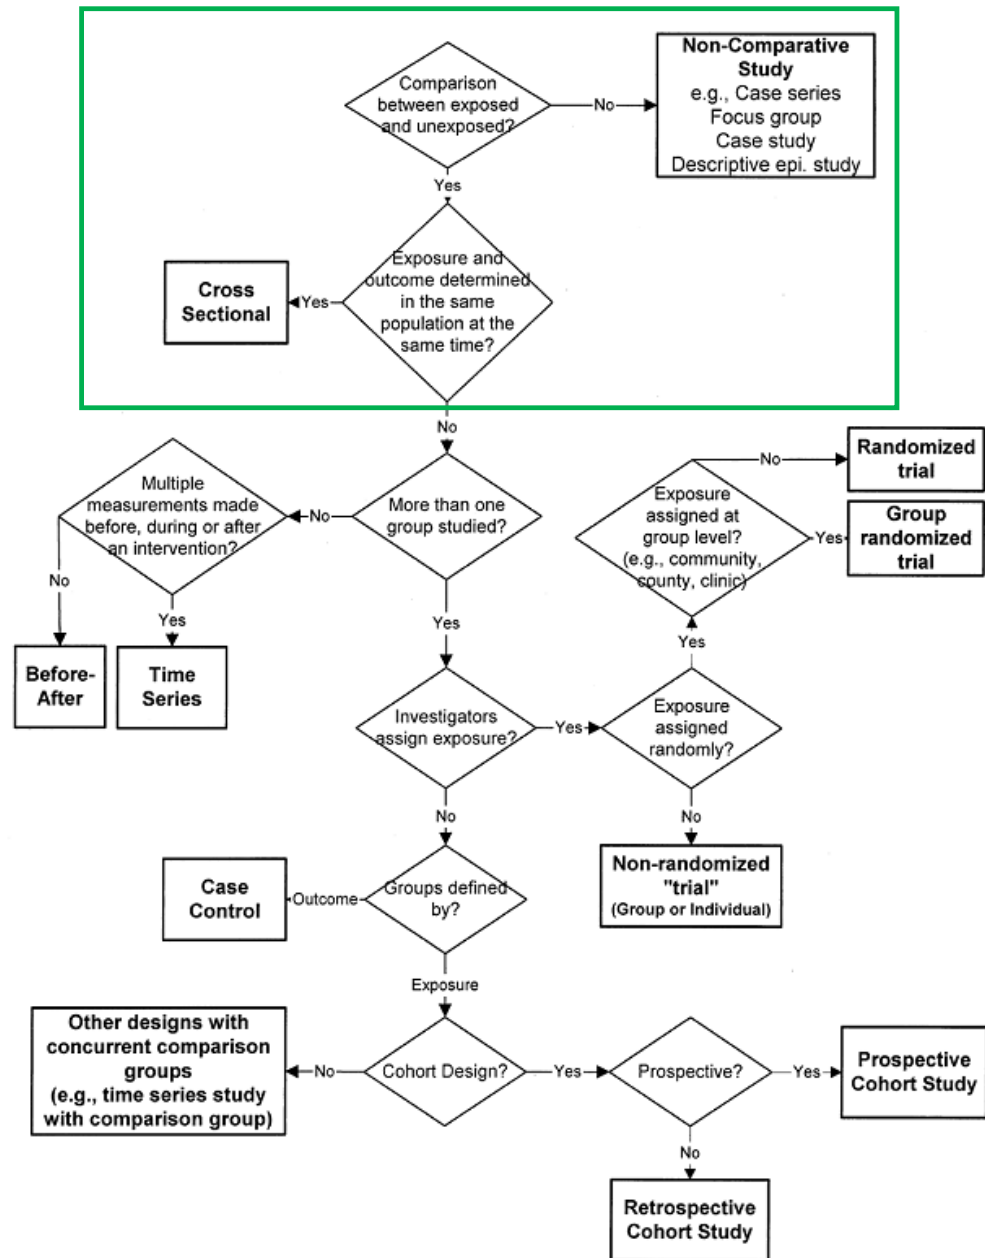 Comparison
between exposed
and unexposed?
No
Non-Comparative
Study
e.g., Case series
Focus group
Case study
Descriptive epi. study
Yes
Exposure and
outcome determined
in the same
population at the
same time?
Yes
Cross
Sectional
No
More than one
group studied?
No
Multiple
measurements made
before, during or after
an intervention?
No
Before-
After
Yes
Time
Series
Yes
Investigators
assign exposure?
Yes
Exposure
assigned
randomly?
Yes
Exposure
assigned at
group level?
(e.g., community,
county, clinic)
No
Randomized
trial
Yes
Group
randomized
trial
No
Non-randomized
"trial"
(Group or Individual)
No
Groups defined
by?
Outcome
Case
Control
Exposure
Cohort Design?
No
Other designs with
concurrent comparison
groups
(e.g., time series study
with comparison group)
Yes
Prospective?
Yes
Prospective
Cohort Study
No
Retrospective
Cohort Study